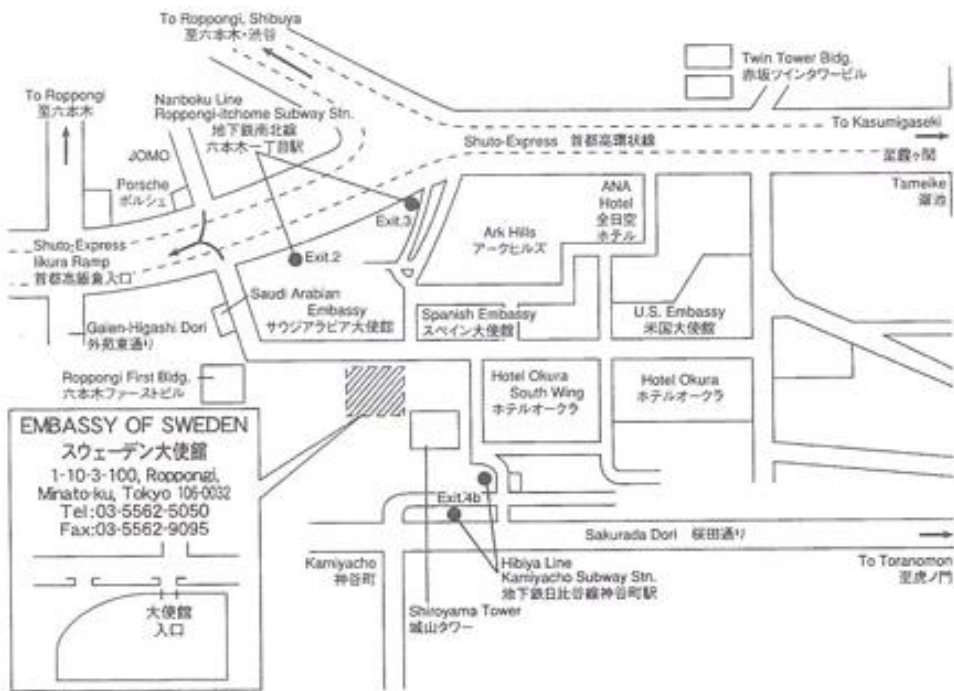 To Roppongi, Shibuya
至六本木・渋谷
Twin Tower Bldg.
赤坂ツインタワービル
To Roppongi
至六本木
Nanboku Line
Roppongi-itchome Subway Stn.
地下鉄南北線
六本木一丁目駅
To Kasumigaseki
至霞ヶ関
Shuto-Express 首都高環状線
JOMO
Porsche
ポルシェ
Exit.3
ANA
Hotel
全日空
ホテル
Tameike
溜池
Ark Hills
アークヒルズ
Shuto-Express
Iikura Ramp
首都高飯倉入口
Exit.2
Saudi Arabian
Embassy
サウジアラビア大使館
Spanish Embassy
スペイン大使館
U.S. Embassy
米国大使館
Gaien-Higashi Dori
外苑東通り
Roppongi First Bldg.
六本木ファーストビル
Hotel Okura
South Wing
ホテルオークラ
Hotel Okura
ホテルオークラ
EMBASSY OF SWEDEN
スウェーデン大使館
1-10-3-100, Roppongi,
Minato-ku, Tokyo 106-0032
Tel:03-5562-5050
Fax:03-5562-9095
大使館
入口
Exit.4b
Sakurada Dori 桜田通り
Kamiyacho
神谷町
Hibiya Line
Kamiyacho Subway Stn.
地下鉄日比谷線神谷町駅
To Toranomon
至虎ノ門
Shiroyama Tower
城山タワー